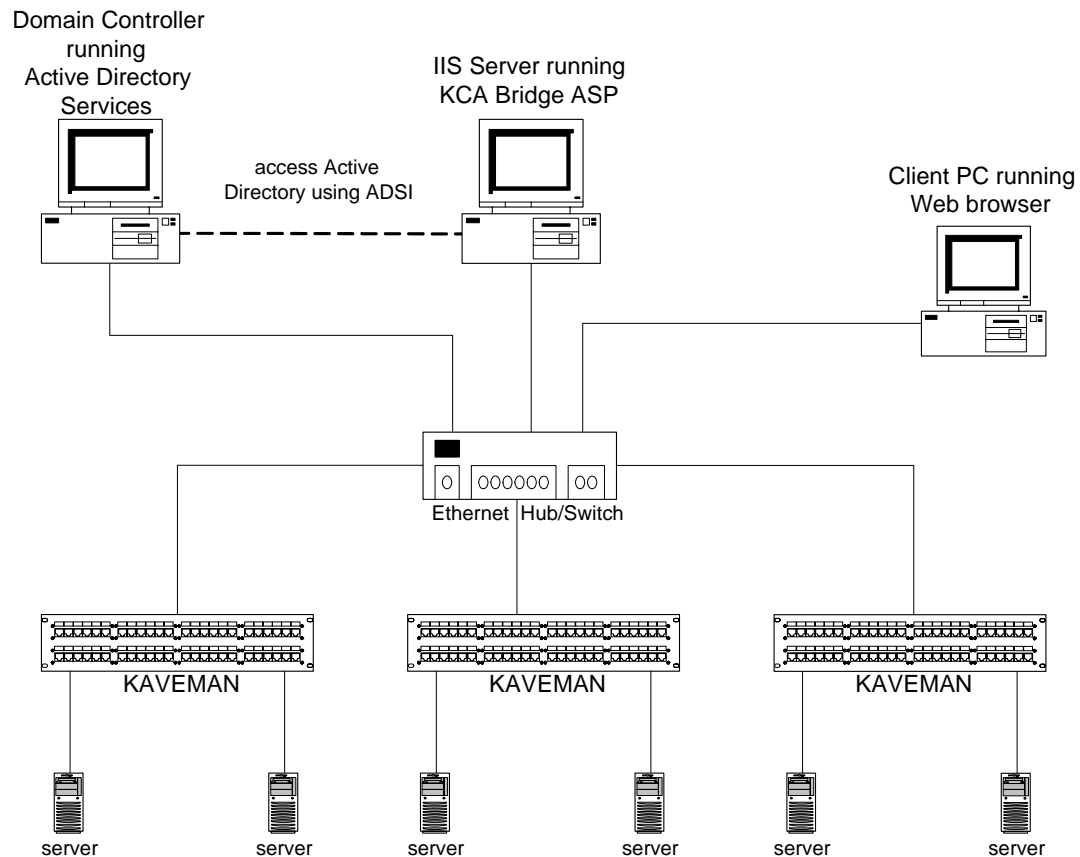 Domain Controller
running
Active Directory
Services
IIS Server running
KCA Bridge ASP
access Active
Directory using ADSI
Client PC running
Web browser
Ethernet Hub/Switch
KAVEMAN
KAVEMAN
KAVEMAN
server
server
server
server
server
server